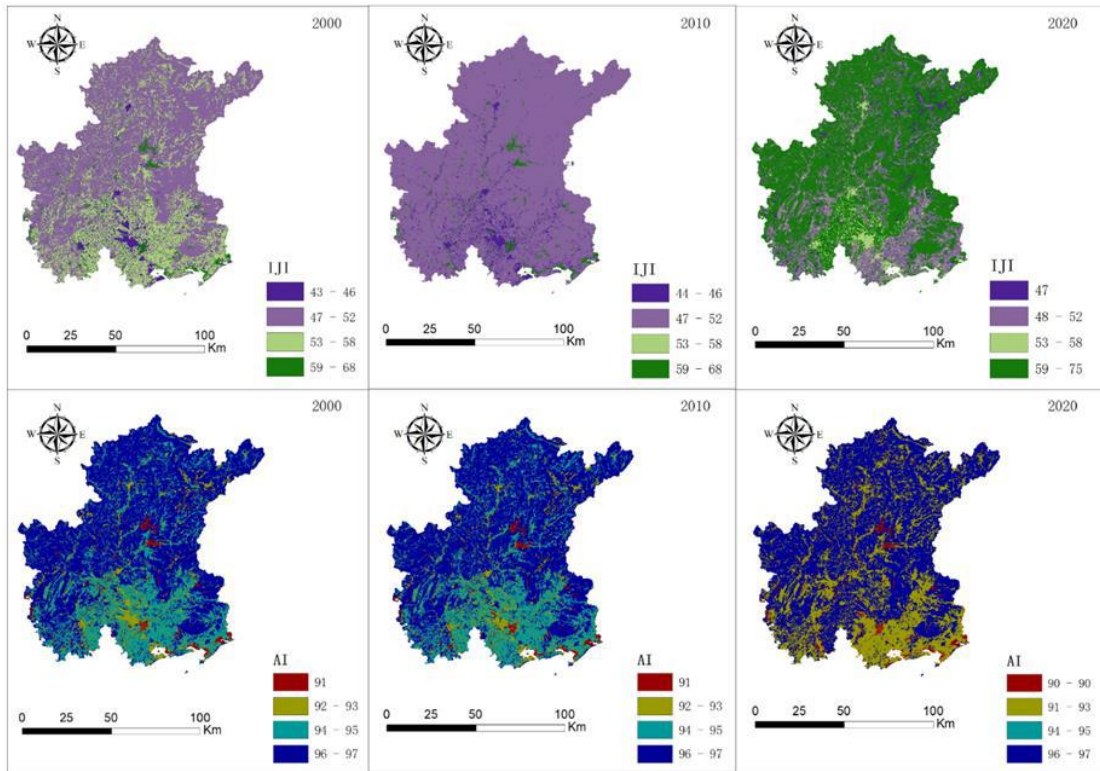 2000
N
W E
S
IJI
43 - 46
47 - 52
53 - 58
59 - 68
0 25 50 100
Km
2010
N
W E
S
IJI
44 - 46
47 - 52
53 - 58
59 - 68
0 25 50 100
Km
2020
N
W E
S
IJI
47
48 - 52
53 - 58
59 - 75
0 25 50 100
Km
2000
N
W E
S
AI
91
92 - 93
94 - 95
96 - 97
0 25 50 100
Km
2010
N
W E
S
AI
91
92 - 93
94 - 95
96 - 97
0 25 50 100
Km
2020
N
W E
S
AI
90 - 90
91 - 93
94 - 95
96 - 97
0 25 50 100
Km